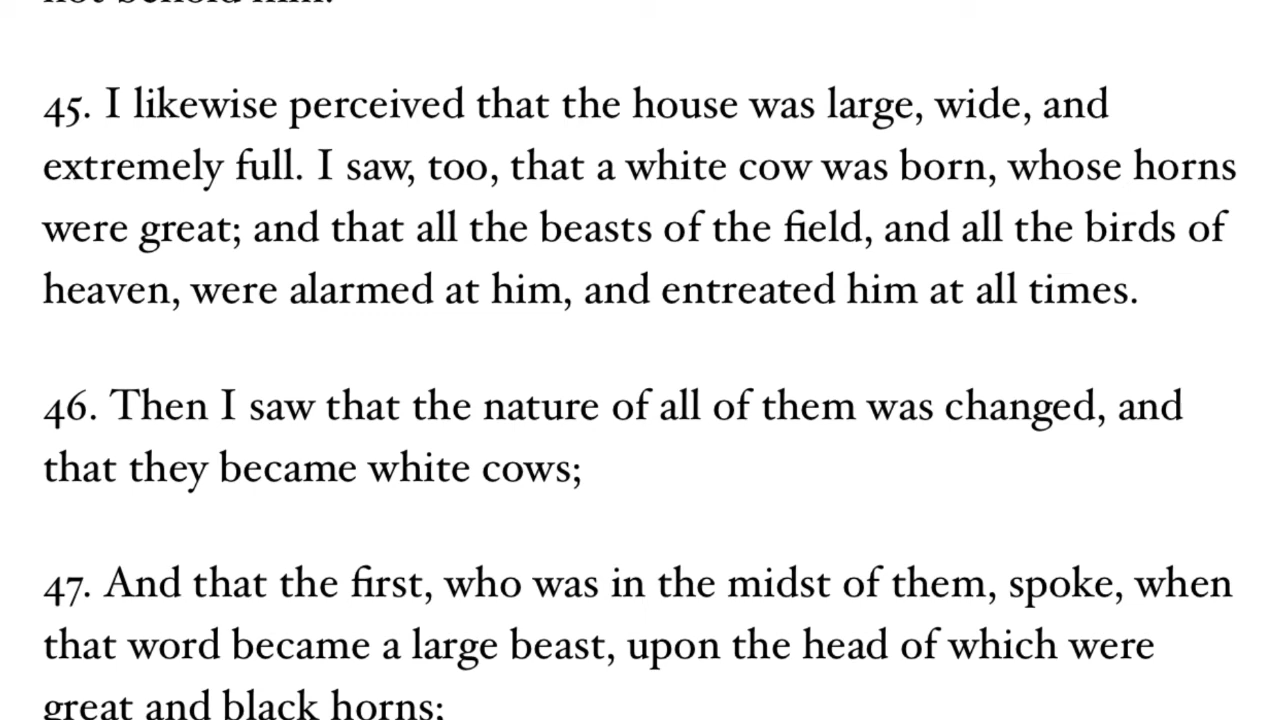 not behold him.
45. I likewise perceived that the house was large, wide, and
extremely full. I saw, too, that a white cow was born, whose horns
were great; and that all the beasts of the field, and all the birds of
heaven, were alarmed at him, and entreated him at all times.
46. Then I saw that the nature of all of them was changed, and
that they became white cows;
47. And that the first, who was in the midst of them, spoke, when
that word became a large beast, upon the head of which were
great and black horns;